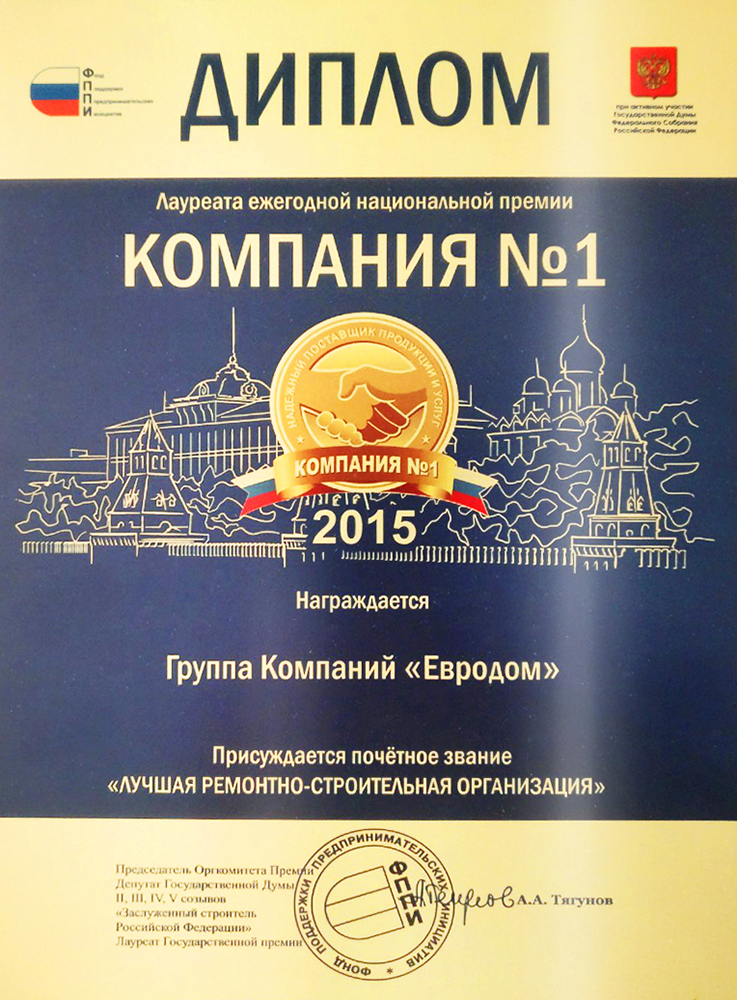 Фонд
Поддержки
Предпринимательских
Инициатив
ДИПЛОМ
при активном участии
Государственной Думы
Федерального Собрания
Российской Федерации
Лауреата ежегодной национальной премии
КОМПАНИЯ №1
НАДЕЖНЫЙ ПОСТАВЩИК ПРОДУКЦИИ И УСЛУГ
КОМПАНИЯ №1
2015
Награждается
Группа Компаний «Евродом»
Присуждается почётное звание
«ЛУЧШАЯ РЕМОНТНО-СТРОИТЕЛЬНАЯ ОРГАНИЗАЦИЯ»
Председатель Оргкомитета Премии
Депутат Государственной Думы
II, III, IV, V созывов
«Заслуженный строитель
Российской Федерации»
Лауреат Государственной премии
ФОНД ПОДДЕРЖКИ ПРЕДПРИНИМАТЕЛЬСКИХ ИНИЦИАТИВ
ФППИ
А.А. Тягунов